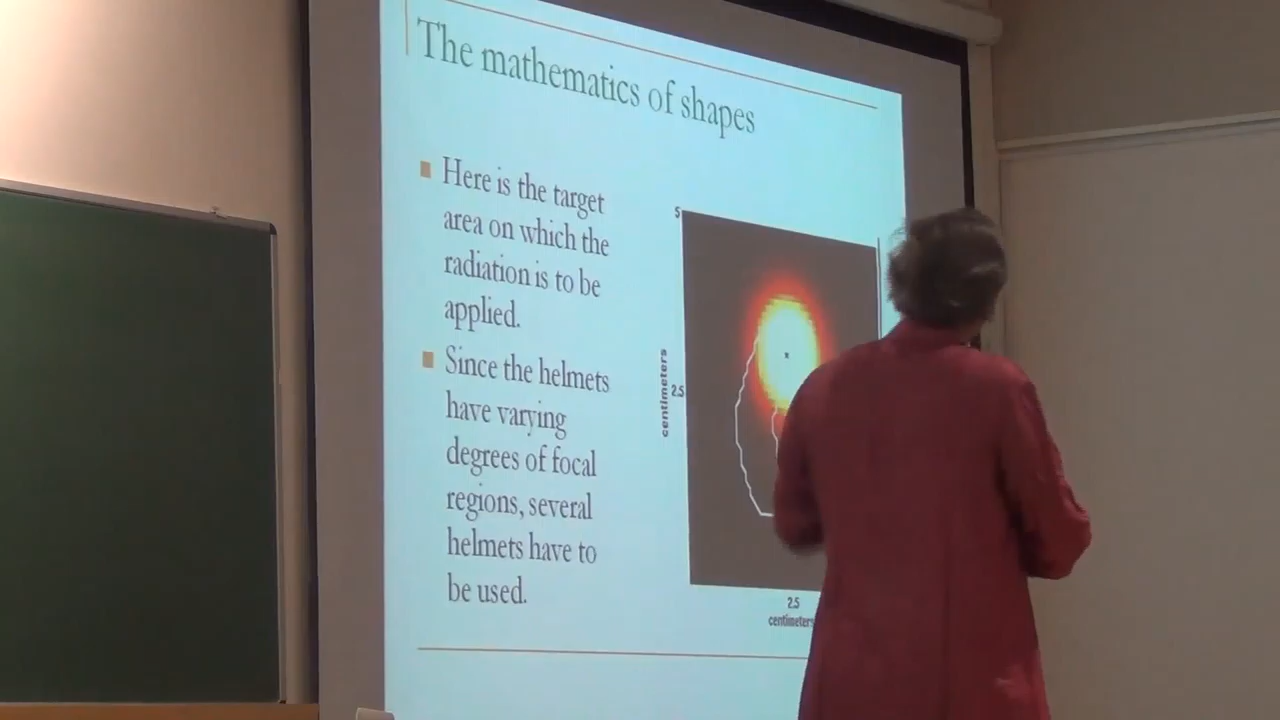 The mathematics of shapes
Here is the target
area on which the
radiation is to be
applied.
Since the helmets
have varying
degrees of focal
regions, several
helmets have to
be used.
5
centimeters
2.5
2.5
centimeters